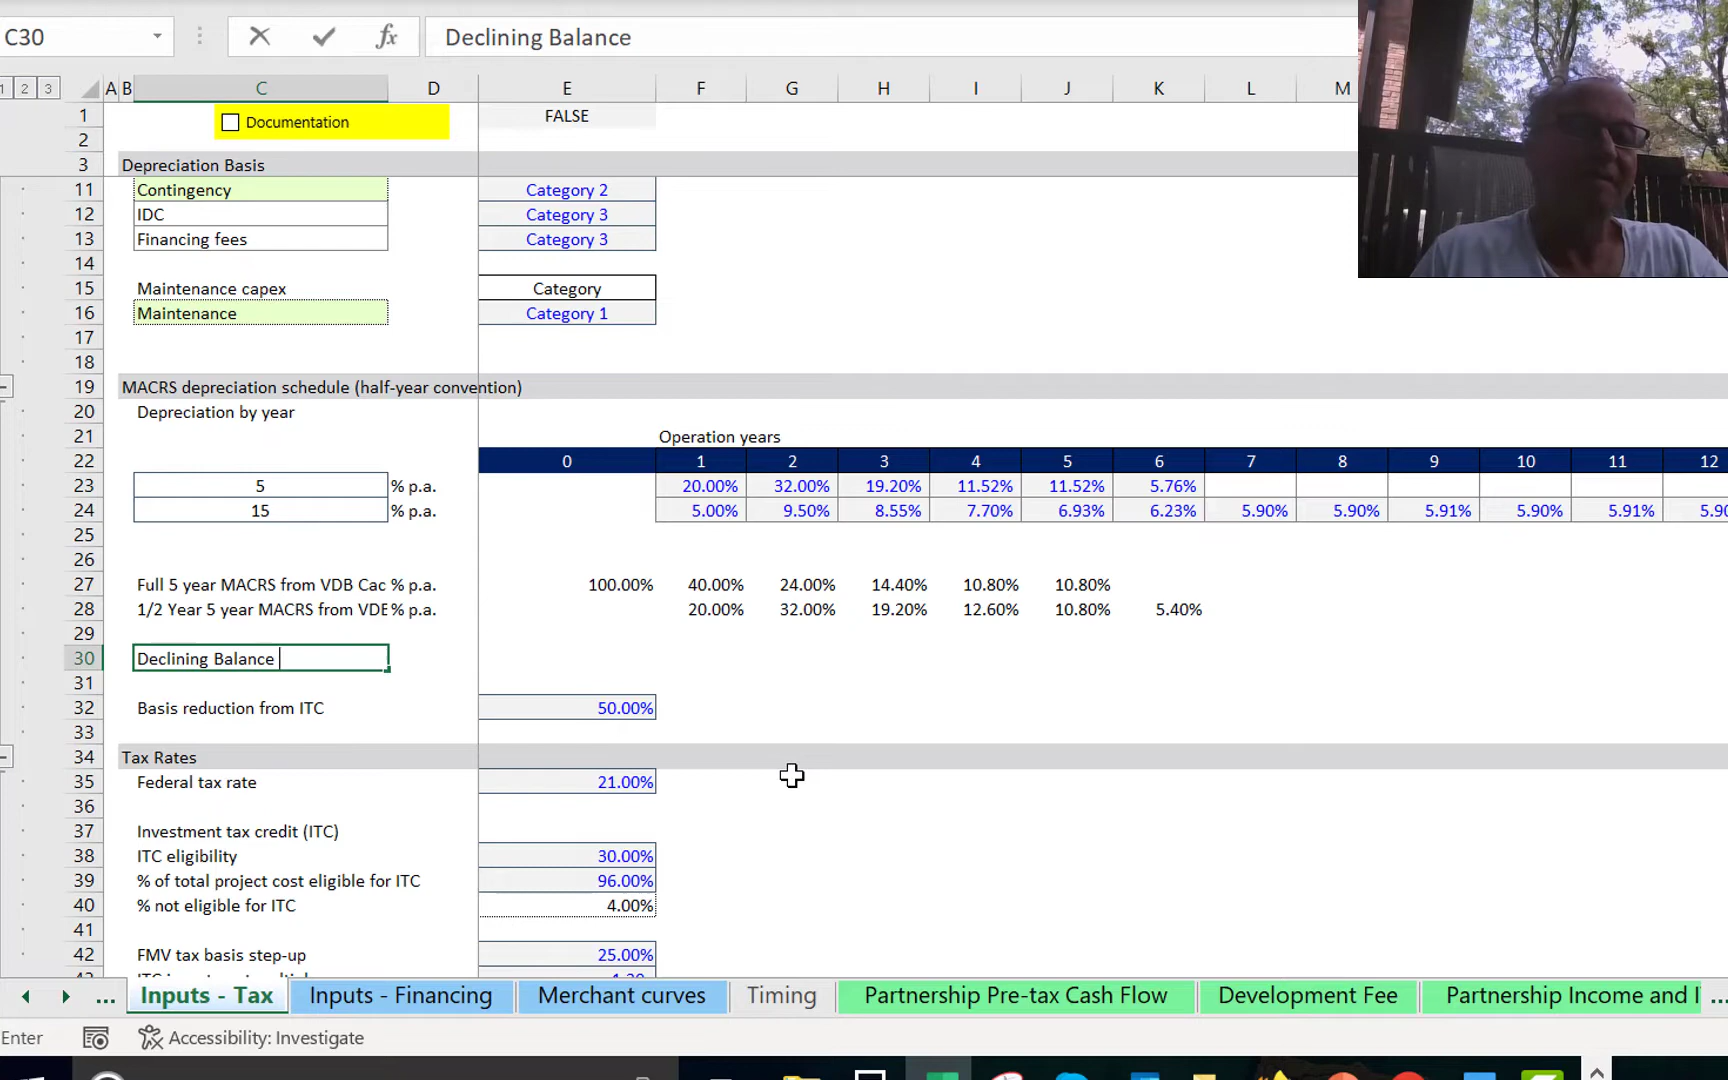 C30 fx Declining Balance
1 2 3 A B C D E F G H I J K L M
1 Documentation FALSE
2
3 Depreciation Basis
11 Contingency Category 2
12 IDC Category 3
13 Financing fees Category 3
14
15 Maintenance capex Category
16 Maintenance Category 1
17
18
19 MACRS depreciation schedule (half-year convention)
20 Depreciation by year
21 Operation years
22 0 1 2 3 4 5 6 7 8 9 10 11 12
23 5 % p.a. 20.00% 32.00% 19.20% 11.52% 11.52% 5.76%
24 15 % p.a. 5.00% 9.50% 8.55% 7.70% 6.93% 6.23% 5.90% 5.90% 5.91% 5.90% 5.91% 5.90
25
26
27 Full 5 year MACRS from VDB Cac % p.a. 100.00% 40.00% 24.00% 14.40% 10.80% 10.80%
28 1/2 Year 5 year MACRS from VDE % p.a. 20.00% 32.00% 19.20% 12.60% 10.80% 5.40%
29
30 Declining Balance
31
32 Basis reduction from ITC 50.00%
33
34 Tax Rates
35 Federal tax rate 21.00%
36
37 Investment tax credit (ITC)
38 ITC eligibility 30.00%
39 % of total project cost eligible for ITC 96.00%
40 % not eligible for ITC 4.00%
41
42 FMV tax basis step-up 25.00%
... Inputs - Tax Inputs - Financing Merchant curves Timing Partnership Pre-tax Cash Flow Development Fee Partnership Income and I ...
Enter Accessibility: Investigate